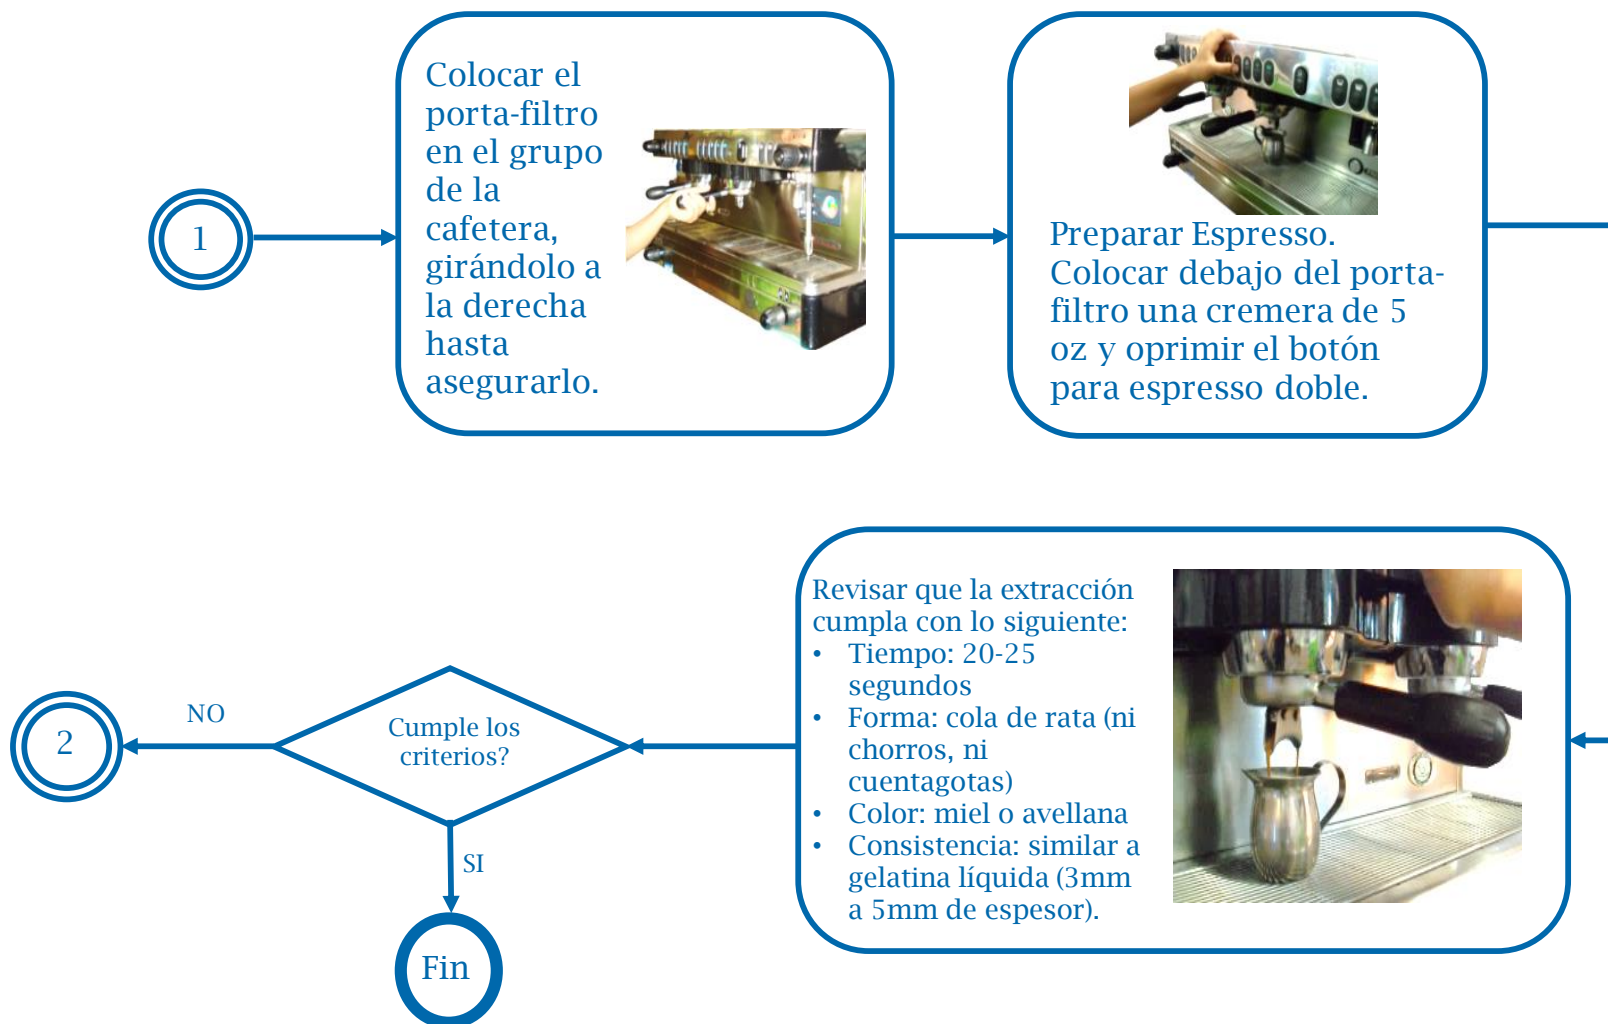 1
Colocar el
porta-filtro
en el grupo
de la
cafetera,
girándolo a
la derecha
hasta
asegurarlo.
Preparar Espresso.
Colocar debajo del porta-
filtro una cremera de 5
oz y oprimir el botón
para espresso doble.
Revisar que la extracción
cumpla con lo siguiente:
• Tiempo: 20-25
segundos
• Forma: cola de rata (ni
chorros, ni
cuentagotas)
• Color: miel o avellana
• Consistencia: similar a
gelatina líquida (3mm
a 5mm de espesor).
Cumple los
criterios?
NO
2
SI
Fin